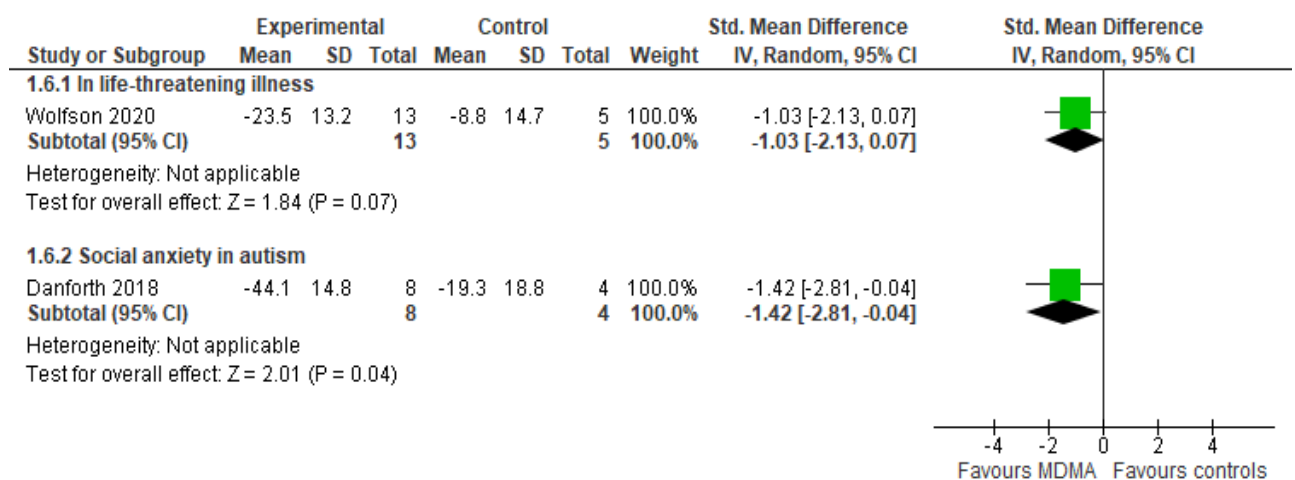 Experimental Control Std. Mean Difference Std. Mean Difference
Study or Subgroup Mean SD Total Mean SD Total Weight IV, Random, 95% CI IV, Random, 95% CI
1.6.1 In life-threatening illness
Wolfson 2020 -23.5 13.2 13 -8.8 14.7 5 100.0% -1.03 [-2.13, 0.07]
Subtotal (95% CI) 13 5 100.0% -1.03 [-2.13, 0.07]
Heterogeneity: Not applicable
Test for overall effect: Z = 1.84 (P = 0.07)
1.6.2 Social anxiety in autism
Danforth 2018 -44.1 14.8 8 -19.3 18.8 4 100.0% -1.42 [-2.81, -0.04]
Subtotal (95% CI) 8 4 100.0% -1.42 [-2.81, -0.04]
Heterogeneity: Not applicable
Test for overall effect: Z = 2.01 (P = 0.04)
-4 -2 0 2 4
Favours MDMA Favours controls